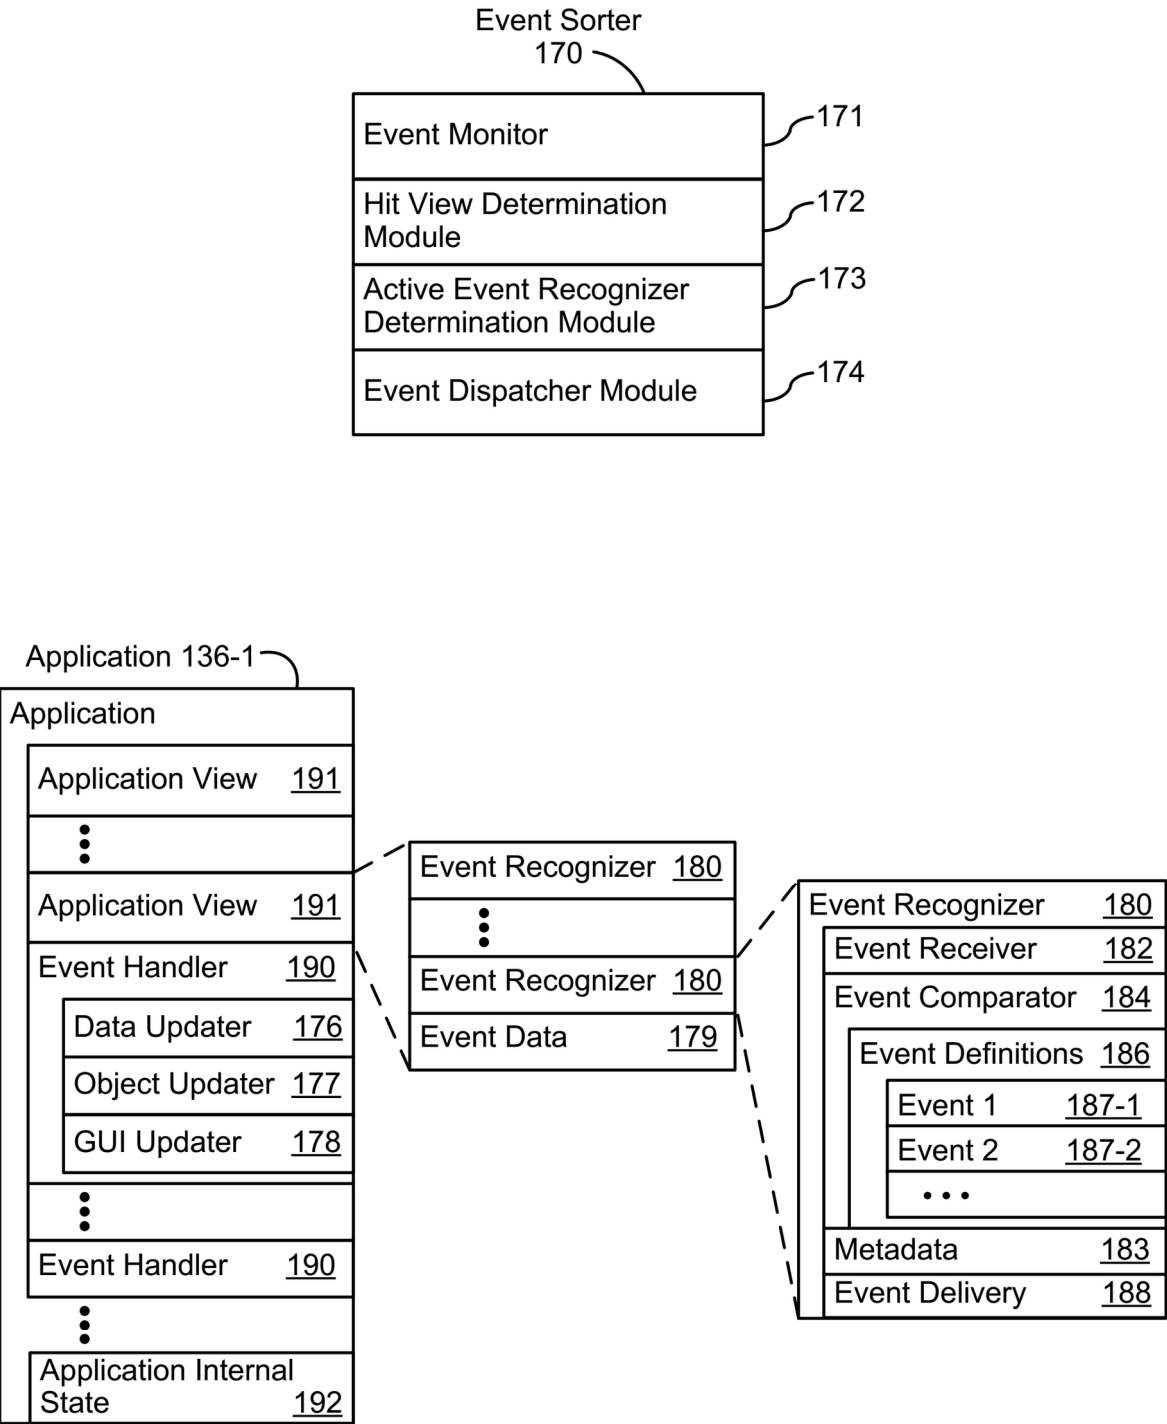 Event Sorter
170
Event Monitor
171
Hit View Determination
Module
172
Active Event Recognizer
Determination Module
173
Event Dispatcher Module
174
Application 136-1
Application
Application View 191
Application View 191
Event Handler 190
Data Updater 176
Object Updater 177
GUI Updater 178
Event Handler 190
Application Internal
State 192
Event Recognizer 180
Event Recognizer 180
Event Data 179
Event Recognizer 180
Event Receiver 182
Event Comparator 184
Event Definitions 186
Event 1 187-1
Event 2 187-2
Metadata 183
Event Delivery 188